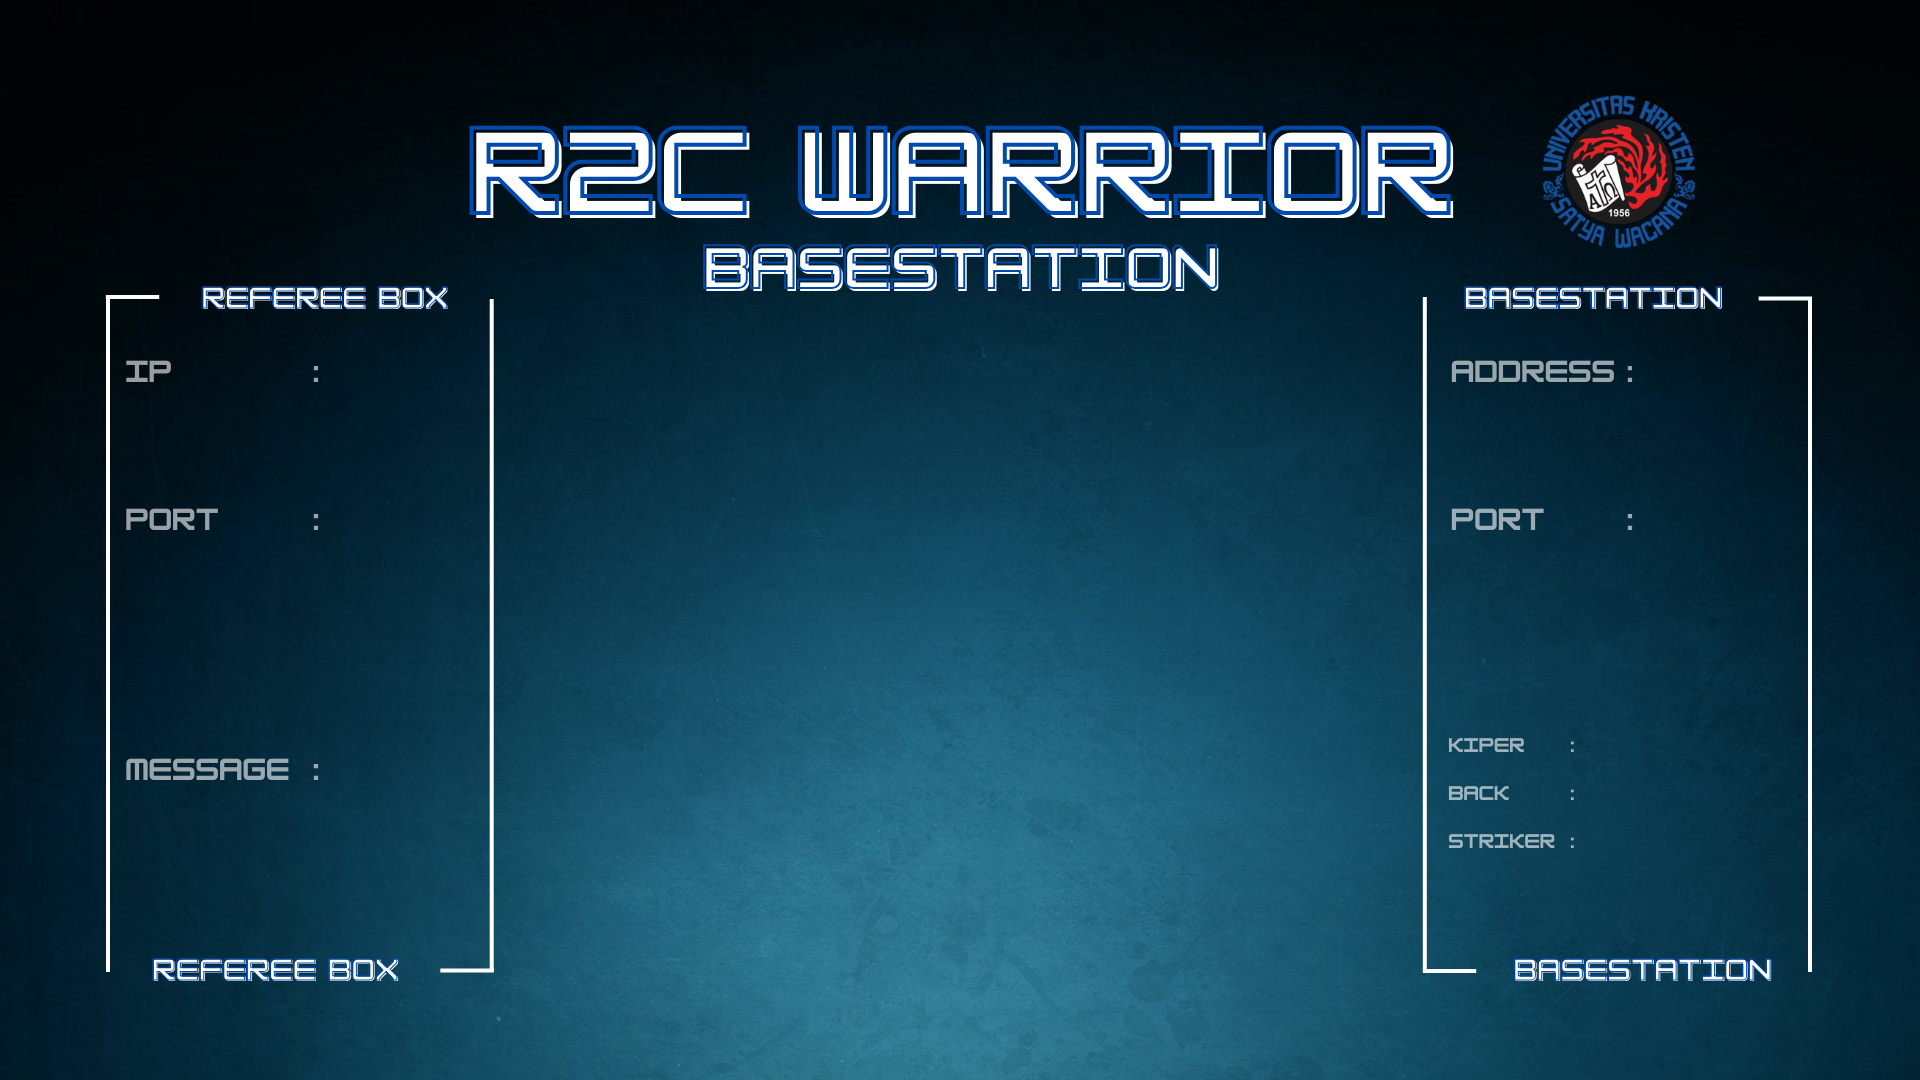 R2C WARRIOR
BASESTATION
UNIVERSITAS KRISTEN
SATYA WACANA
1956
REFEREE BOX
IP :
PORT :
MESSAGE :
REFEREE BOX
BASESTATION
ADDRESS :
PORT :
KIPER :
BACK :
STRIKER :
BASESTATION